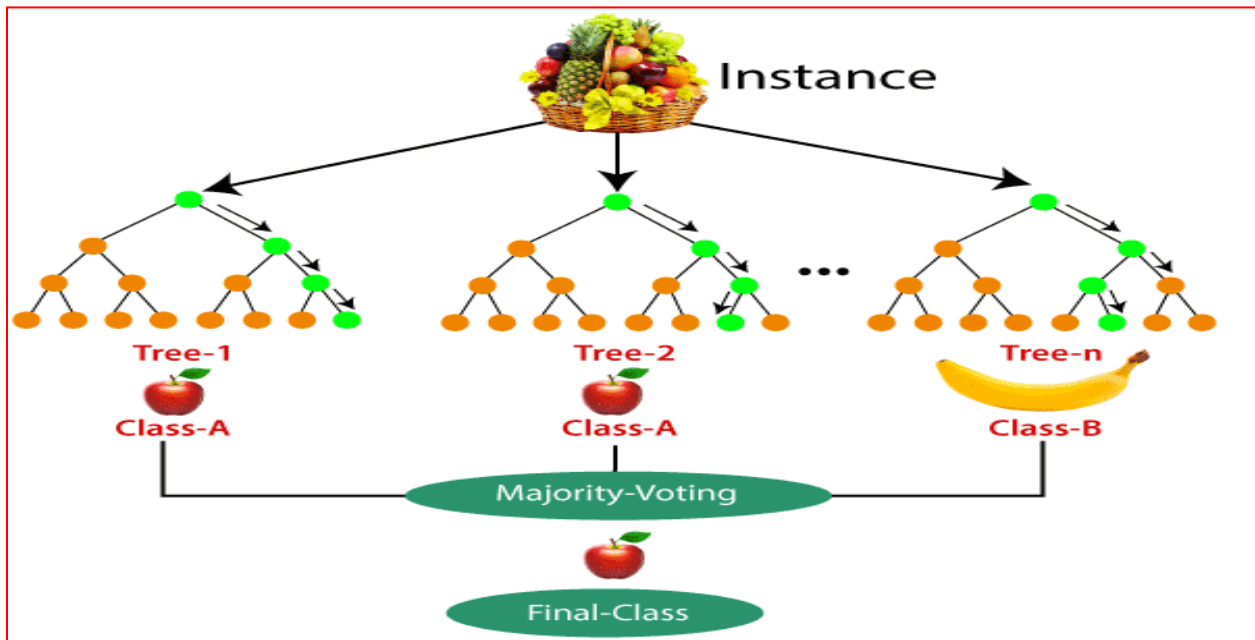 Instance
Tree-1
Tree-2
Tree-n
Class-A
Class-A
Class-B
Majority-Voting
Final-Class